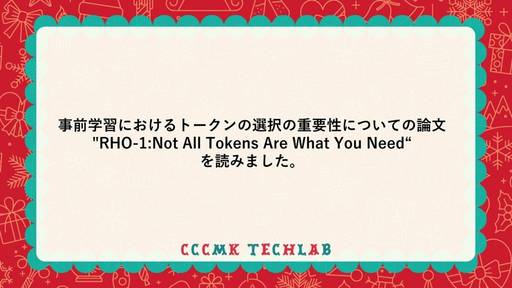 事前学習におけるトークンの選択の重要性についての論文
"RHO-1:Not All Tokens Are What You Need“
を読みました。
CCCMK TECHLAB